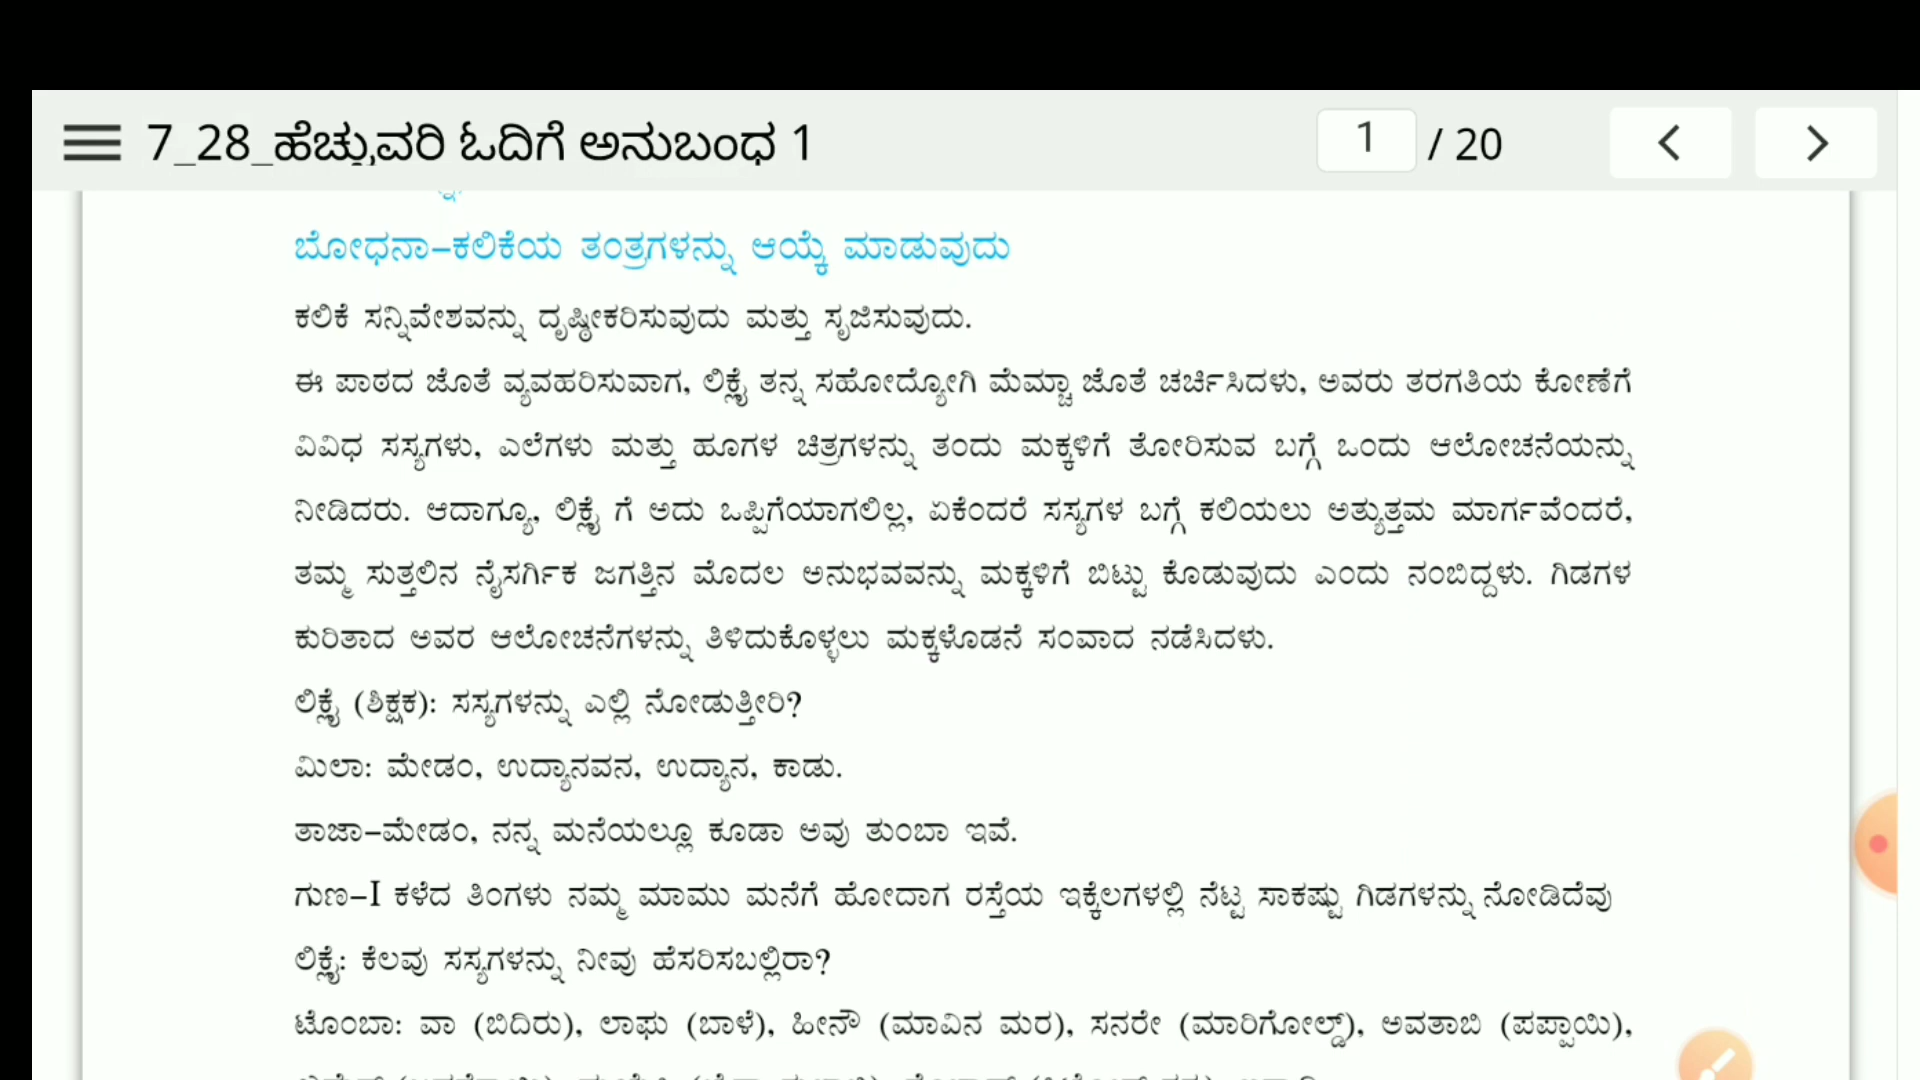 7_28_ಹೆಚ್ಚುವರಿ ಓದಿಗೆ ಅನುಬಂಧ 1
1 / 20
ಬೋಧನಾ–ಕಲಿಕೆಯ ತಂತ್ರಗಳನ್ನು ಆಯ್ಕೆ ಮಾಡುವುದು
ಕಲಿಕೆ ಸನ್ನಿವೇಶವನ್ನು ದೃಷ್ಠೀಕರಿಸುವುದು ಮತ್ತು ಸೃಜಿಸುವುದು.
ಈ ಪಾಠದ ಜೊತೆ ವ್ಯವಹರಿಸುವಾಗ, ಲಿಕ್ಲೈ ತನ್ನ ಸಹೋದ್ಯೋಗಿ ಮೆಮ್ಚಾ ಜೊತೆ ಚರ್ಚಿಸಿದಳು, ಅವರು ತರಗತಿಯ ಕೋಣೆಗೆ
ವಿವಿಧ ಸಸ್ಯಗಳು, ಎಲೆಗಳು ಮತ್ತು ಹೂಗಳ ಚಿತ್ರಗಳನ್ನು ತಂದು ಮಕ್ಕಳಿಗೆ ತೋರಿಸುವ ಬಗ್ಗೆ ಒಂದು ಆಲೋಚನೆಯನ್ನು
ನೀಡಿದರು. ಆದಾಗ್ಯೂ, ಲಿಕ್ಲೈ ಗೆ ಅದು ಒಪ್ಪಿಗೆಯಾಗಲಿಲ್ಲ, ಏಕೆಂದರೆ ಸಸ್ಯಗಳ ಬಗ್ಗೆ ಕಲಿಯಲು ಅತ್ಯುತ್ತಮ ಮಾರ್ಗವೆಂದರೆ,
ತಮ್ಮ ಸುತ್ತಲಿನ ನೈಸರ್ಗಿಕ ಜಗತ್ತಿನ ಮೊದಲ ಅನುಭವವನ್ನು ಮಕ್ಕಳಿಗೆ ಬಿಟ್ಟು ಕೊಡುವುದು ಎಂದು ನಂಬಿದ್ದಳು. ಗಿಡಗಳ
ಕುರಿತಾದ ಅವರ ಆಲೋಚನೆಗಳನ್ನು ತಿಳಿದುಕೊಳ್ಳಲು ಮಕ್ಕಳೊಡನೆ ಸಂವಾದ ನಡೆಸಿದಳು.
ಲಿಕ್ಲೈ (ಶಿಕ್ಷಕ): ಸಸ್ಯಗಳನ್ನು ಎಲ್ಲಿ ನೋಡುತ್ತೀರಿ?
ಮಿಲಾ: ಮೇಡಂ, ಉದ್ಯಾನವನ, ಉದ್ಯಾನ, ಕಾಡು.
ತಾಜಾ–ಮೇಡಂ, ನನ್ನ ಮನೆಯಲ್ಲೂ ಕೂಡಾ ಅವು ತುಂಬಾ ಇವೆ.
ಗುಣ–I ಕಳೆದ ತಿಂಗಳು ನಮ್ಮ ಮಾಮು ಮನೆಗೆ ಹೋದಾಗ ರಸ್ತೆಯ ಇಕ್ಕೆಲಗಳಲ್ಲಿ ನೆಟ್ಟ ಸಾಕಷ್ಟು ಗಿಡಗಳನ್ನು ನೋಡಿದೆವು
ಲಿಕ್ಲೈ: ಕೆಲವು ಸಸ್ಯಗಳನ್ನು ನೀವು ಹೆಸರಿಸಬಲ್ಲಿರಾ?
ಟೊಂಬಾ: ವಾ (ಬಿದಿರು), ಲಾಘು (ಬಾಳೆ), ಹೀನೌ (ಮಾವಿನ ಮರ), ಸನರೇ (ಮಾರಿಗೋಲ್ಡ್), ಅವತಾಬಿ (ಪಪ್ಪಾಯಿ),